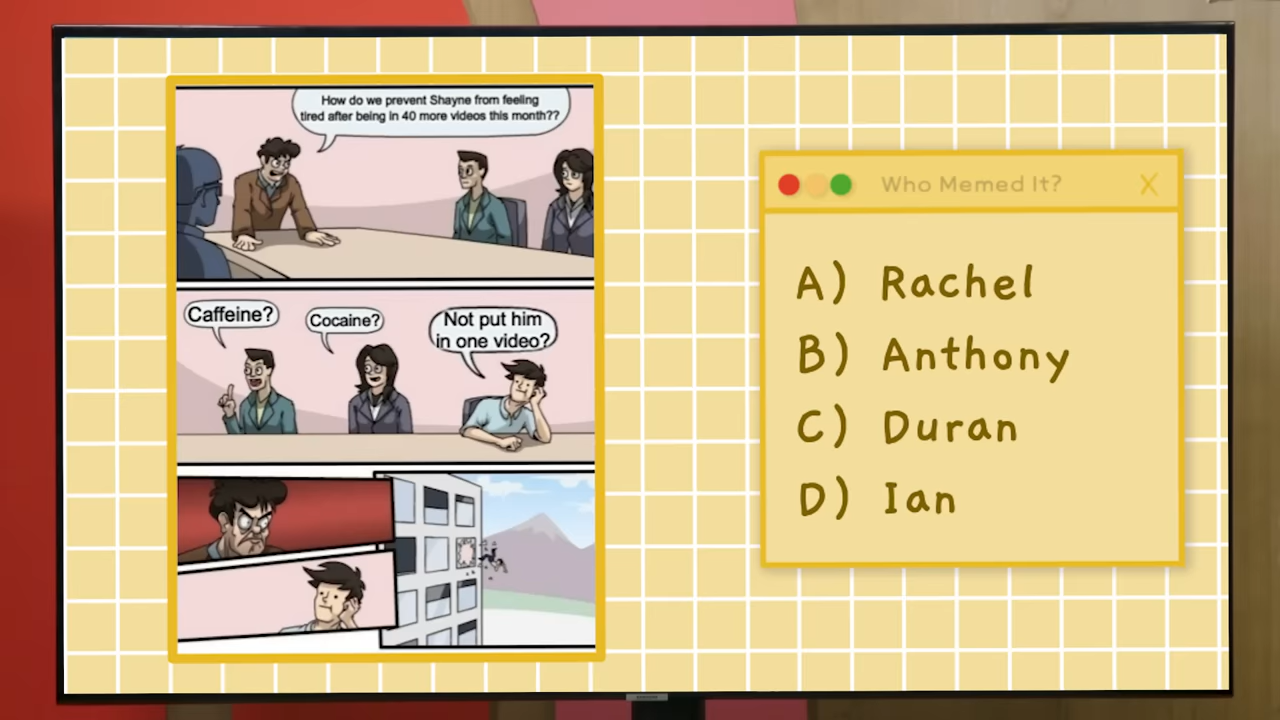 How do we prevent Shayne from feeling
tired after being in 40 more videos this month??
Caffeine?
Cocaine?
Not put him
in one video?
Who Memed It?
X
A) Rachel
B) Anthony
C) Duran
D) Ian